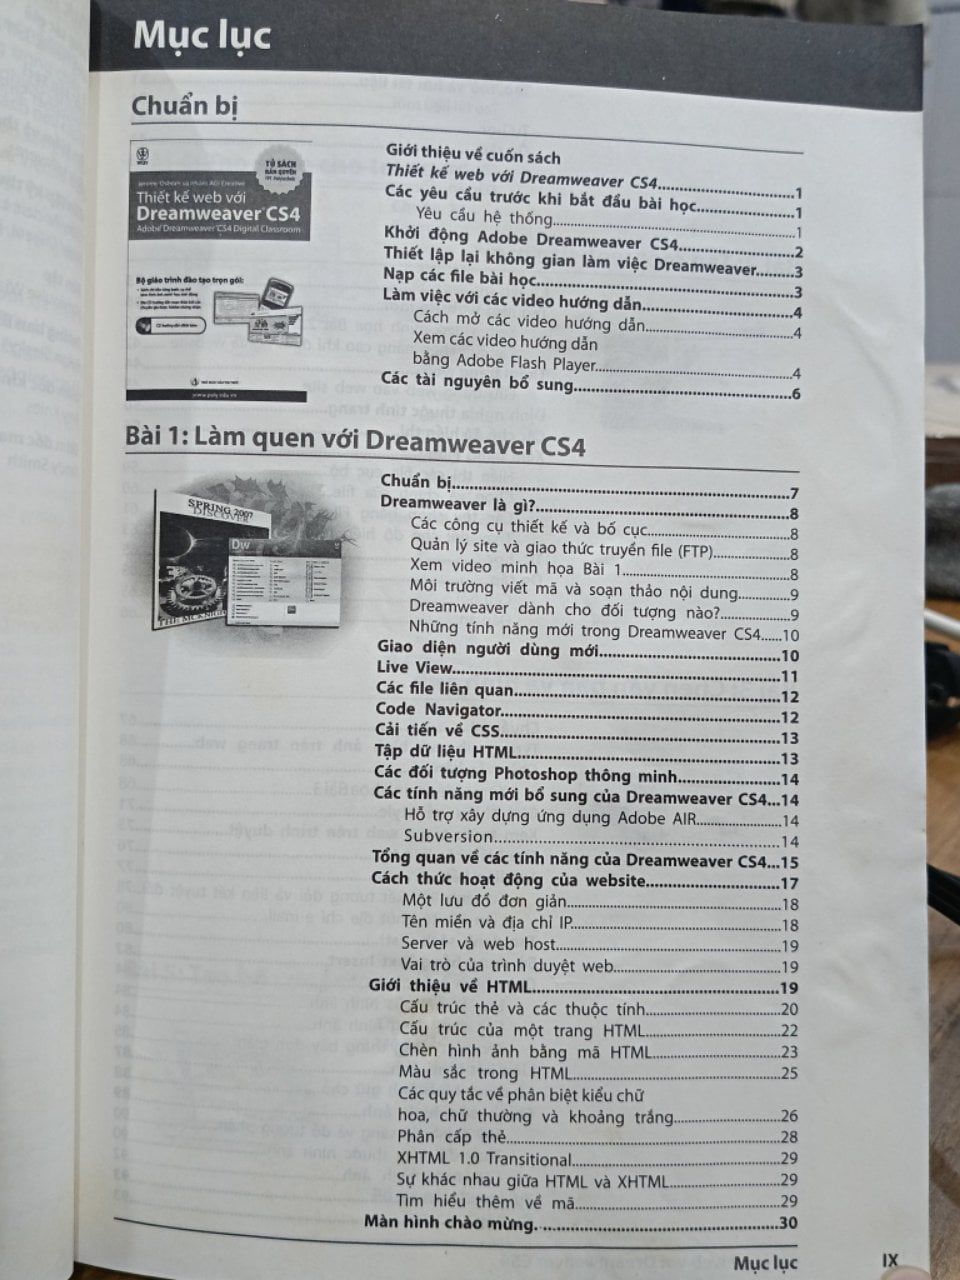 Mục lục
Chuẩn bị
TỦ SÁCH
BẢN QUYỀN
Thiết kế web với
Dreamweaver CS4
Adobe Dreamweaver CS4 Digital Classroom
Bộ giáo trình đào tạo trọn gói:
Giới thiệu về cuốn sách
Thiết kế web với Dreamweaver CS4..............................1
Các yêu cầu trước khi bắt đầu bài học........................1
Yêu cầu hệ thống......................................................1
Khởi động Adobe Dreamweaver CS4..........................2
Thiết lập lại không gian làm việc Dreamweaver.........3
Nạp các file bài học.......................................................3
Làm việc với các video hướng dẫn.................................4
Cách mở các video hướng dẫn.................................4
Xem các video hướng dẫn
bằng Adobe Flash Player..........................................4
Các tài nguyên bổ sung................................................6
Bài 1: Làm quen với Dreamweaver CS4
SPRING 2007
DISCOVER
Dw
Chuẩn bị.......................................................................7
Dreamweaver là gì?......................................................8
Các công cụ thiết kế và bố cục.................................8
Quản lý site và giao thức truyền file (FTP)................8
Xem video minh họa Bài 1.......................................8
Môi trường viết mã và soạn thảo nội dung.............9
Dreamweaver dành cho đối tượng nào?.................9
Những tính năng mới trong Dreamweaver CS4......10
Giao diện người dùng mới........................................10
Live View.....................................................................11
Các file liên quan........................................................12
Code Navigator...........................................................12
Cải tiến về CSS............................................................13
Tập dữ liệu HTML.......................................................13
Các đối tượng Photoshop thông minh......................14
Các tính năng mới bổ sung của Dreamweaver CS4...14
Hỗ trợ xây dựng ứng dụng Adobe AIR....................14
Subversion...............................................................14
Tổng quan về các tính năng của Dreamweaver CS4...15
Cách thức hoạt động của website..............................17
Một lưu đồ đơn giản................................................18
Tên miền và địa chỉ IP..............................................18
Server và web host..................................................19
Vai trò của trình duyệt web.....................................19
Giới thiệu về HTML.....................................................19
Cấu trúc thẻ và các thuộc tính................................20
Cấu trúc của một trang HTML................................22
Chèn hình ảnh bằng mã HTML...............................23
Màu sắc trong HTML...............................................25
Các quy tắc về phân biệt kiểu chữ
hoa, chữ thường và khoảng trắng..........................26
Phân cấp thẻ...........................................................28
XHTML 1.0 Transitional............................................29
Sự khác nhau giữa HTML và XHTML.......................29
Tìm hiểu thêm về mã..............................................29
Màn hình chào mừng..................................................30
Mục lục IX